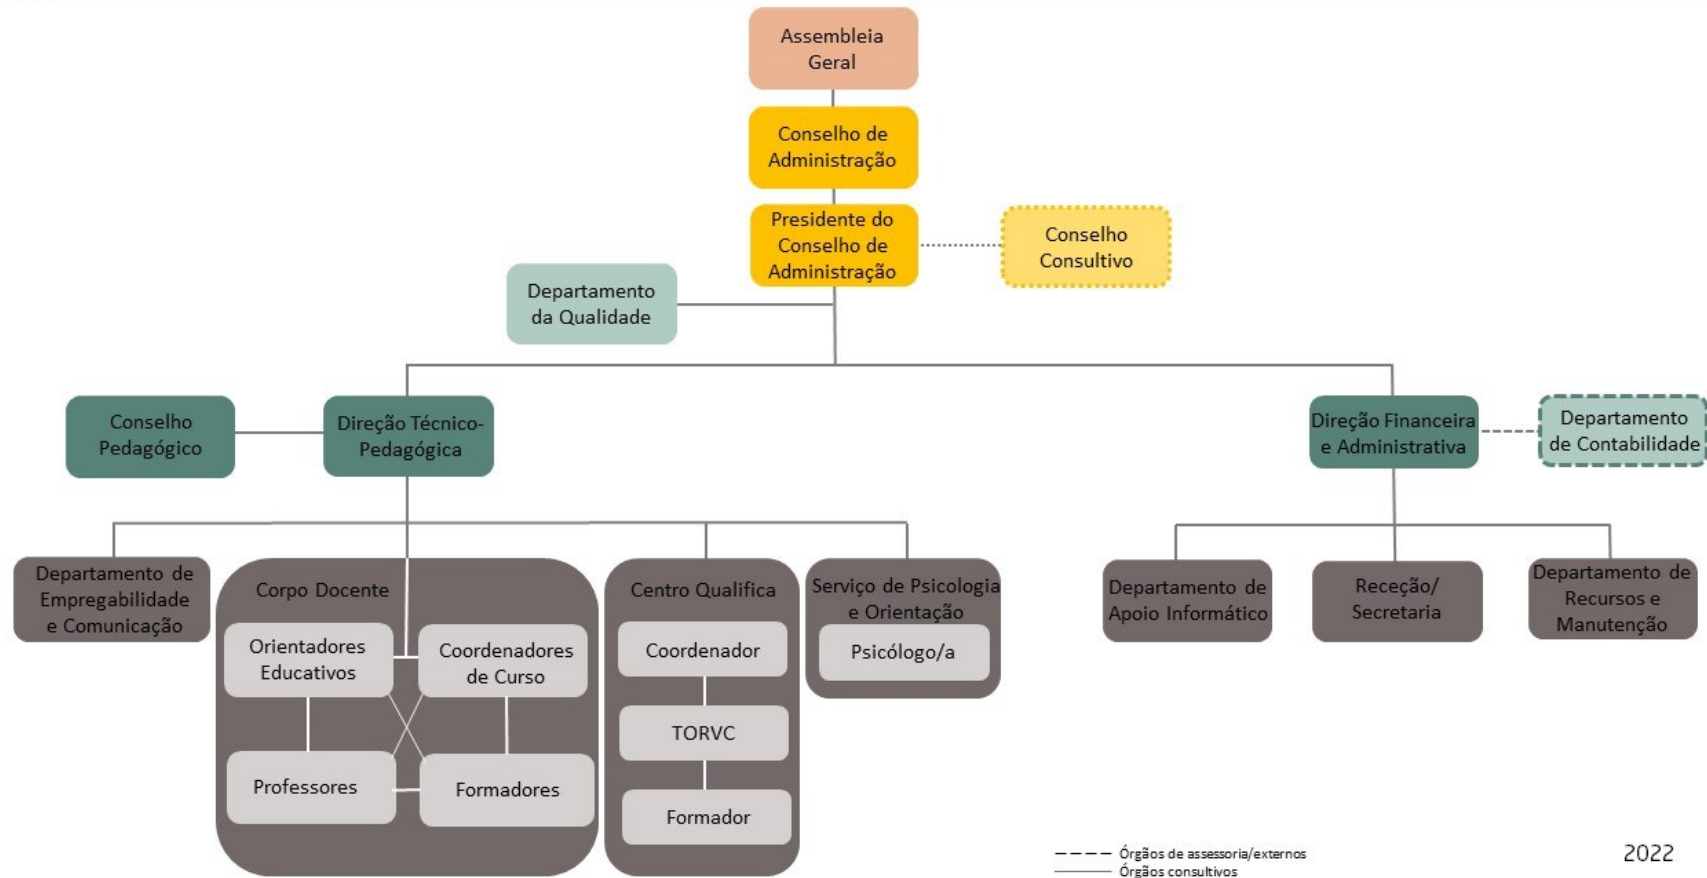 Assembleia
Geral
Conselho de
Administração
Presidente do
Conselho de
Administração
Conselho
Consultivo
Departamento
da Qualidade
Conselho
Pedagógico
Direção Técnico-
Pedagógica
Direção Financeira
e Administrativa
Departamento
de Contabilidade
Departamento de
Empregabilidade
e Comunicação
Corpo Docente
Orientadores
Educativos
Coordenadores
de Curso
Professores
Formadores
Centro Qualifica
Coordenador
TORVC
Formador
Serviço de Psicologia
e Orientação
Psicólogo/a
Departamento de
Apoio Informático
Receção/
Secretaria
Departamento de
Recursos e
Manutenção
Órgãos de assessoria/externos
Órgãos consultivos
2022